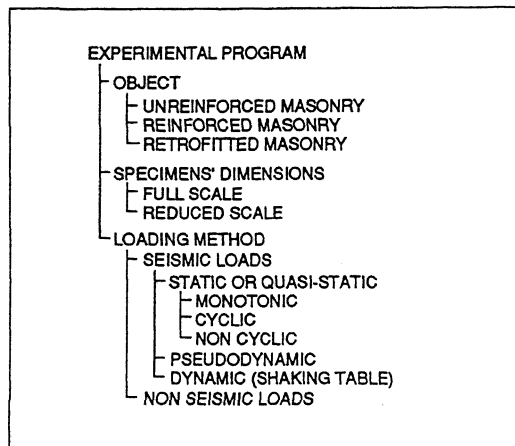 EXPERIMENTAL PROGRAM
OBJECT
UNREINFORCED MASONRY
REINFORCED MASONRY
RETROFITTED MASONRY
SPECIMENS' DIMENSIONS
FULL SCALE
REDUCED SCALE
LOADING METHOD
SEISMIC LOADS
STATIC OR QUASI-STATIC
MONOTONIC
CYCLIC
NON CYCLIC
PSEUDODYNAMIC
DYNAMIC (SHAKING TABLE)
NON SEISMIC LOADS